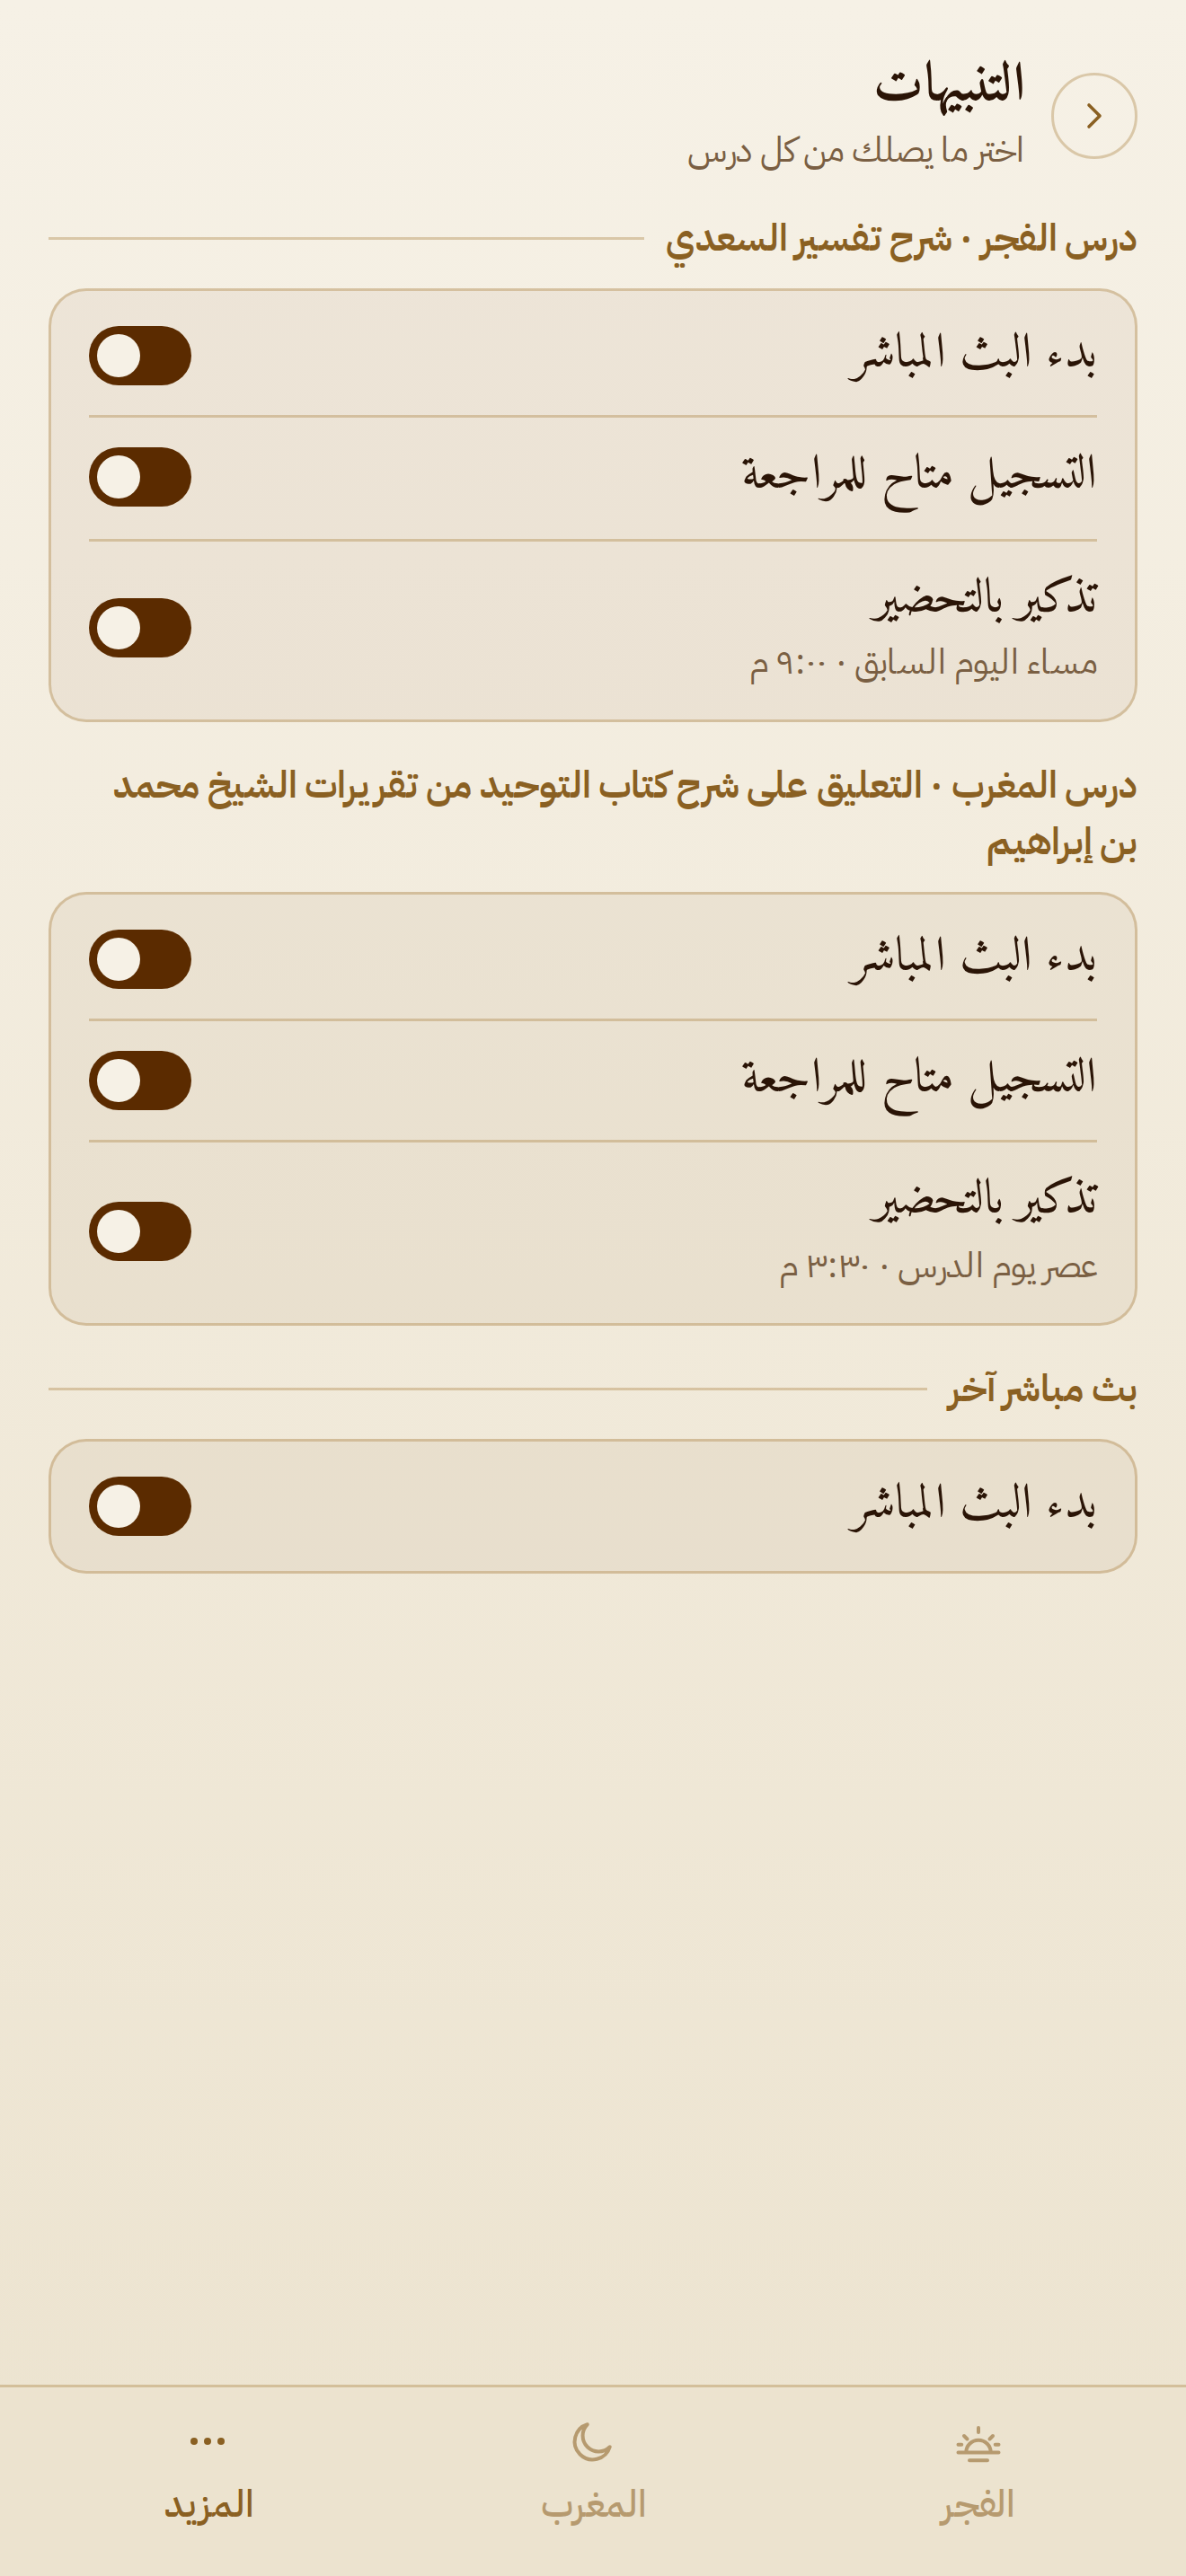 التنبيهات
اختر ما يصلك من كل درس
درس الفجر · شرح تفسير السعدي
بدء البث المباشر
التسجيل متاح للمراجعة
تذكير بالتحضير
مساء اليوم السابق · ٩:٠٠ م
درس المغرب · التعليق على شرح كتاب التوحيد من تقريرات الشيخ محمد
بن إبراهيم
بدء البث المباشر
التسجيل متاح للمراجعة
تذكير بالتحضير
عصر يوم الدرس · ٣:٣٠ م
بث مباشر آخر
بدء البث المباشر
الفجر
المغرب
المزيد